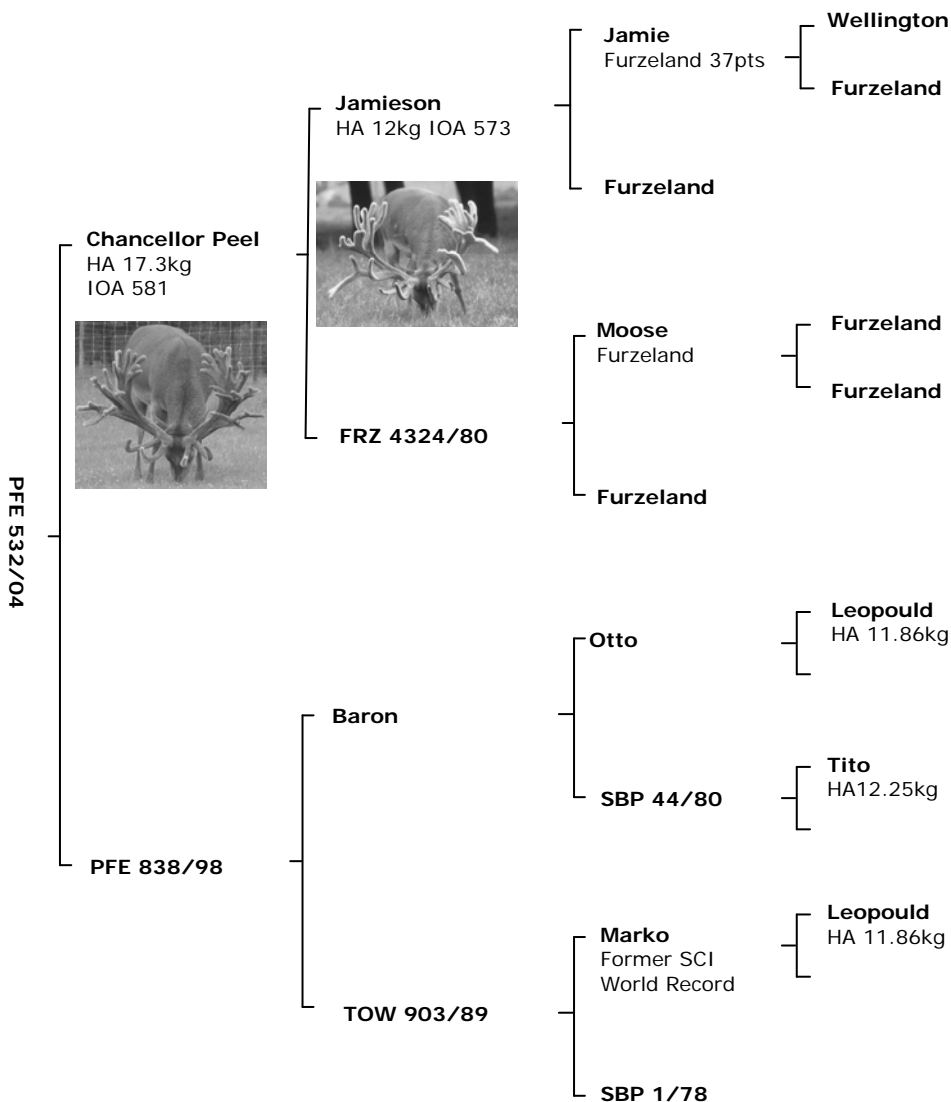 PFE 532/04
Chancellor Peel
HA 17.3kg
IOA 581
Jamieson
HA 12kg IOA 573
Jamie
Furzeland 37pts
Wellington
Furzeland
Furzeland
FRZ 4324/80
Moose
Furzeland
Furzeland
Furzeland
Furzeland
PFE 838/98
Baron
Otto
Leopould
HA 11.86kg
SBP 44/80
Tito
HA12.25kg
TOW 903/89
Marko
Former SCI
World Record
Leopould
HA 11.86kg
SBP 1/78